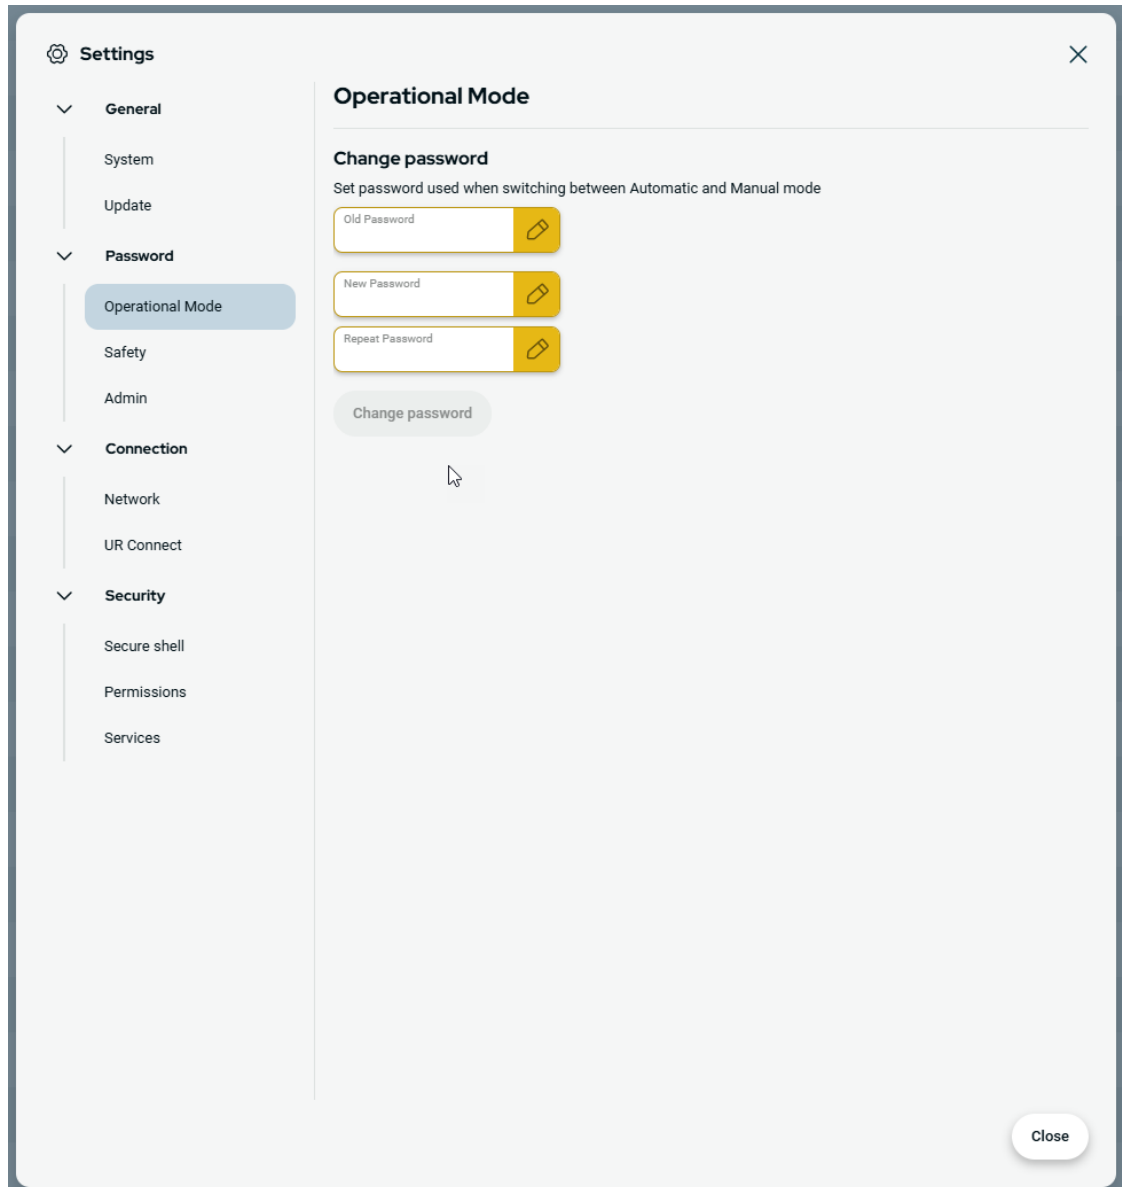 Settings
General
System
Update
Password
Operational Mode
Safety
Admin
Connection
Network
UR Connect
Security
Secure shell
Permissions
Services
Operational Mode
Change password
Set password used when switching between Automatic and Manual mode
Old Password
New Password
Repeat Password
Change password
Close